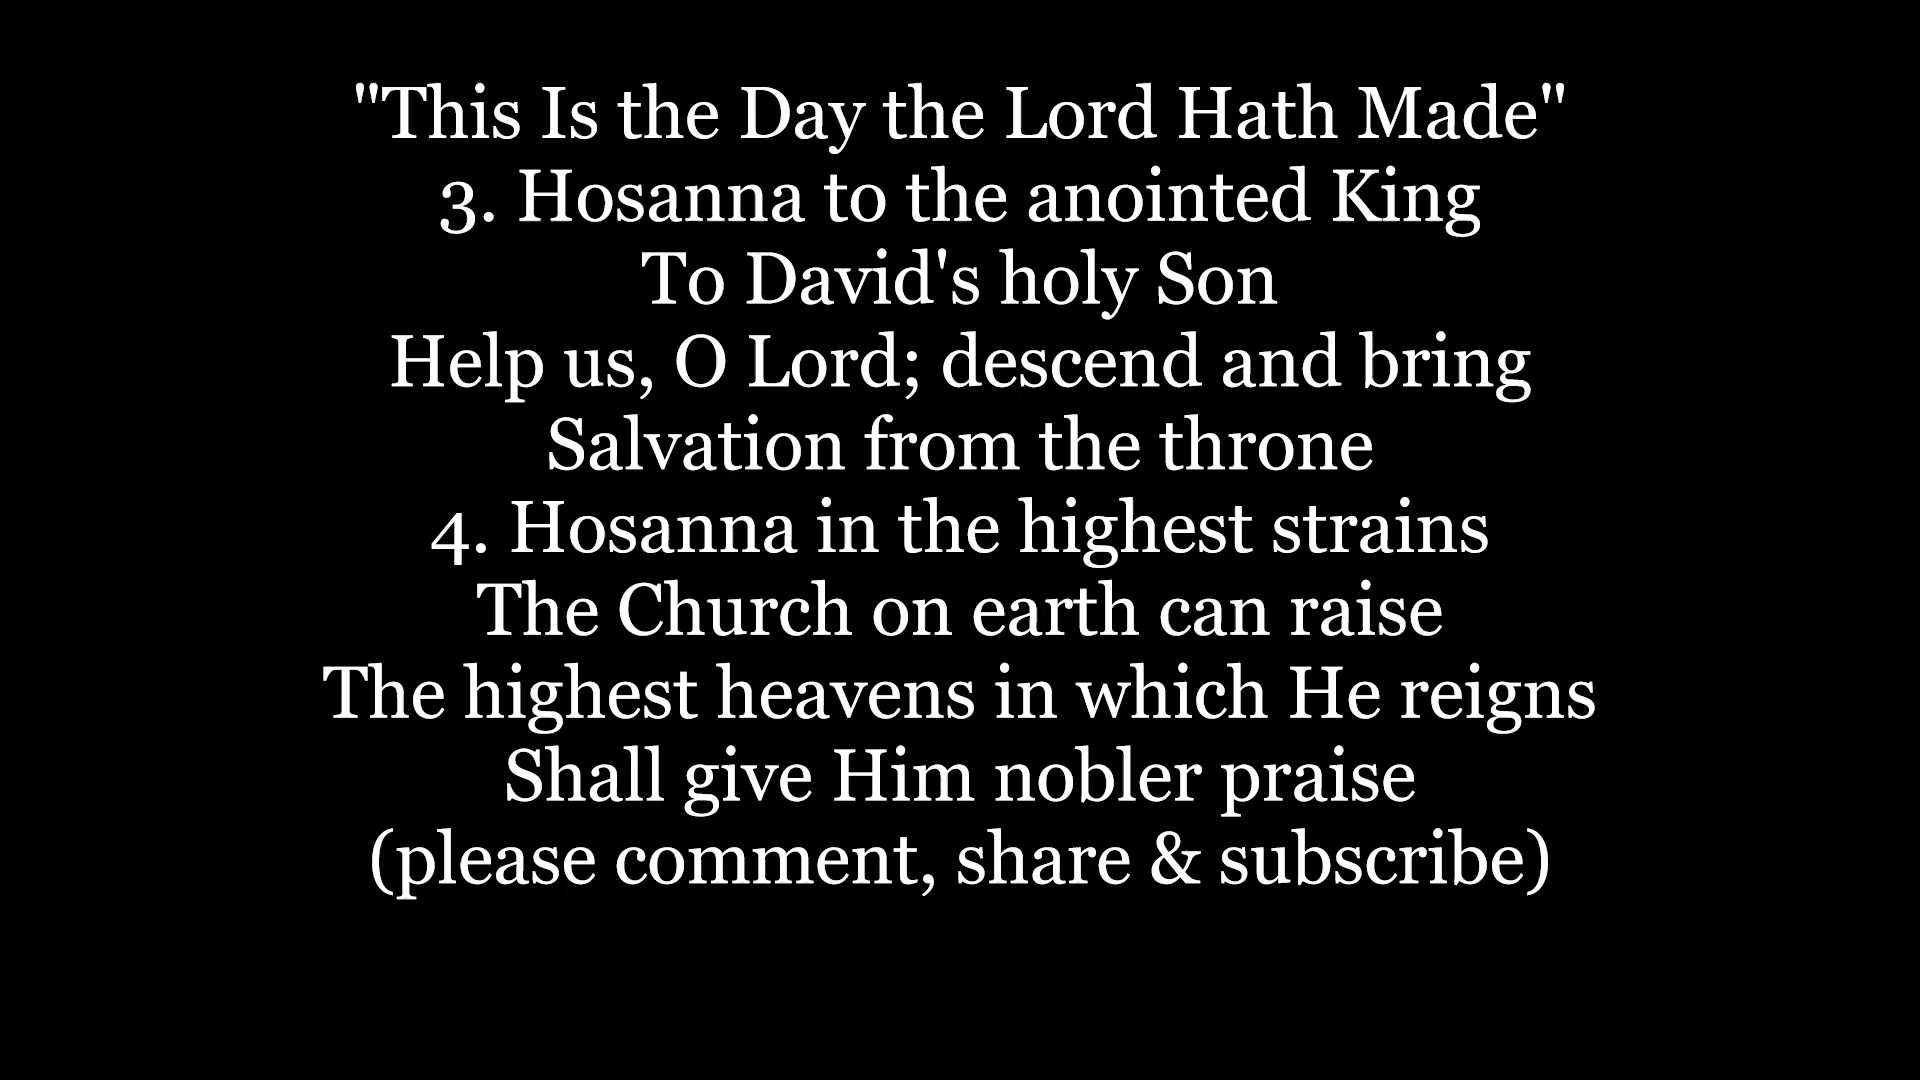 "This Is the Day the Lord Hath Made"
3. Hosanna to the anointed King
To David's holy Son
Help us, O Lord; descend and bring
Salvation from the throne
4. Hosanna in the highest strains
The Church on earth can raise
The highest heavens in which He reigns
Shall give Him nobler praise
(please comment, share & subscribe)